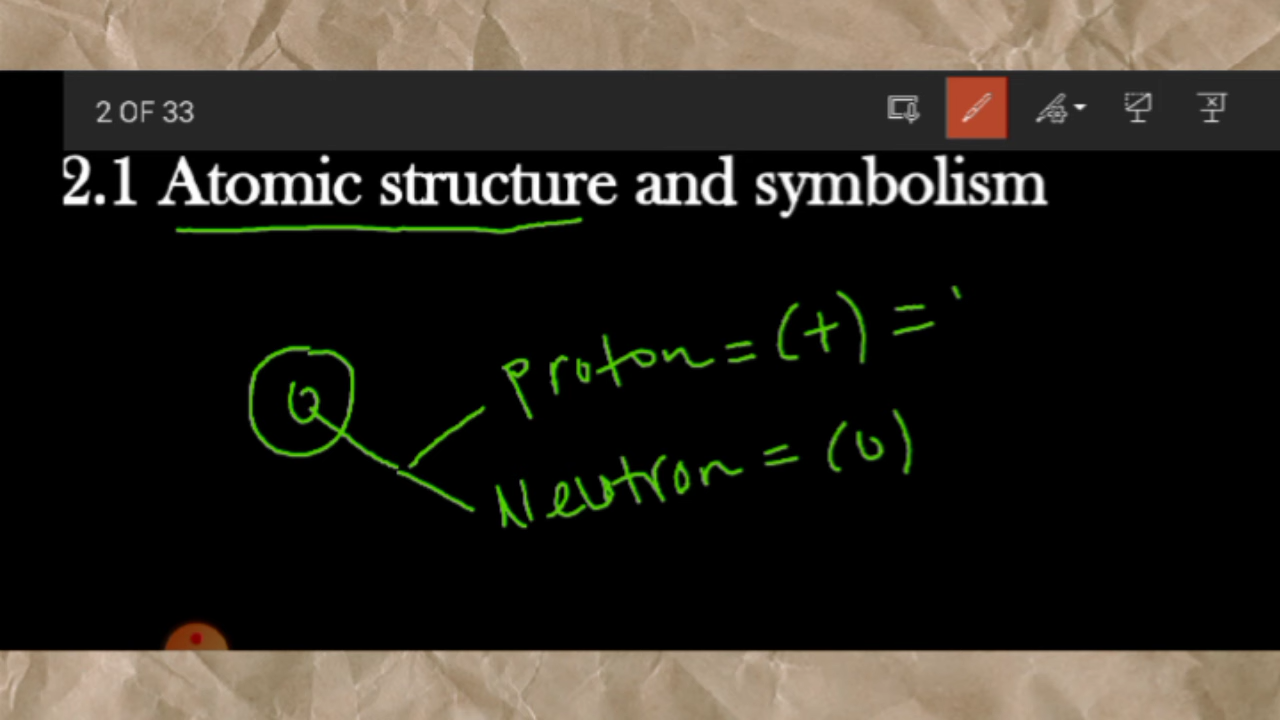 2 OF 33
2.1 Atomic structure and symbolism
Proton = (+) = '
Neutron = (0)